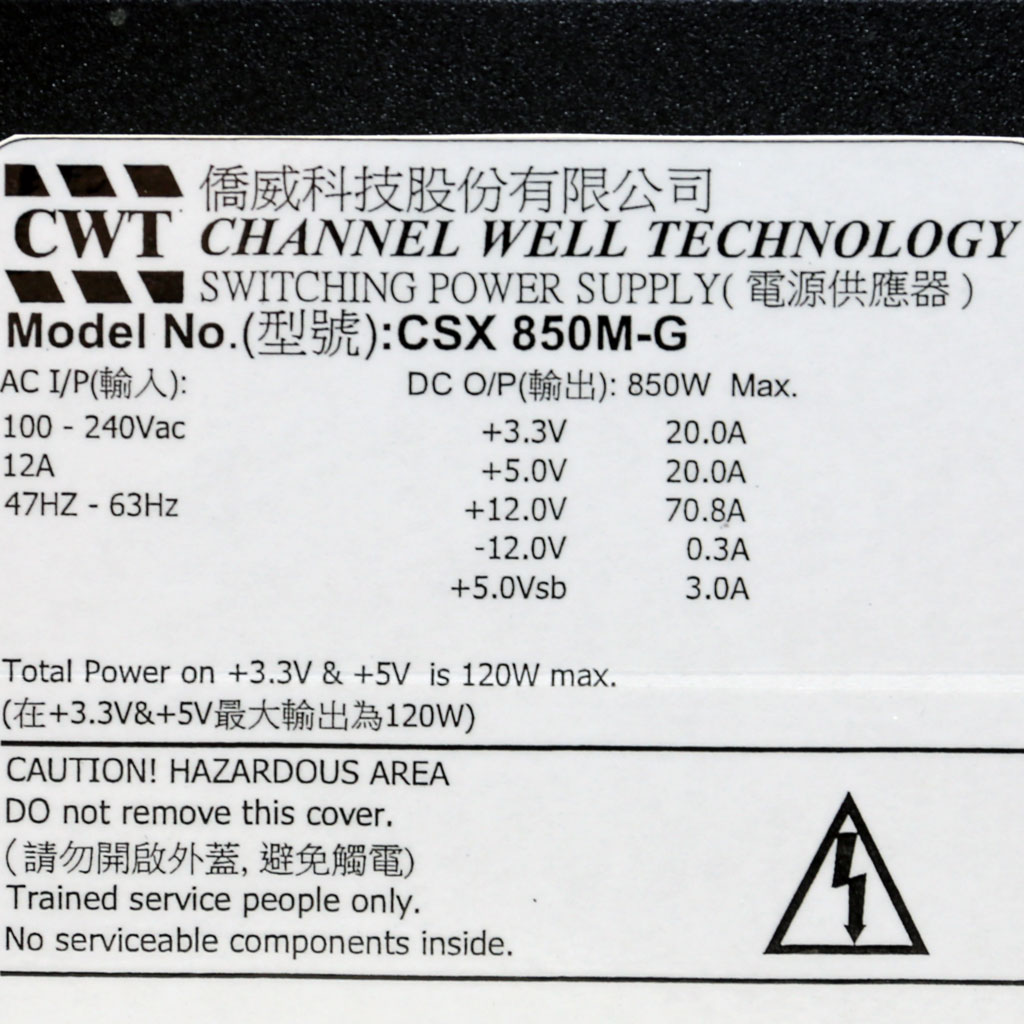 僑威科技股份有限公司
CWT CHANNEL WELL TECHNOLOGY
SWITCHING POWER SUPPLY( 電源供應器 )
Model No.(型號):CSX 850M-G
AC I/P(輸入): DC O/P(輸出): 850W Max.
100 - 240Vac +3.3V 20.0A
12A +5.0V 20.0A
47HZ - 63Hz +12.0V 70.8A
-12.0V 0.3A
+5.0Vsb 3.0A
Total Power on +3.3V & +5V is 120W max.
(在+3.3V&+5V最大輸出為120W)
CAUTION! HAZARDOUS AREA
DO not remove this cover.
(請勿開啟外蓋, 避免觸電)
Trained service people only.
No serviceable components inside.